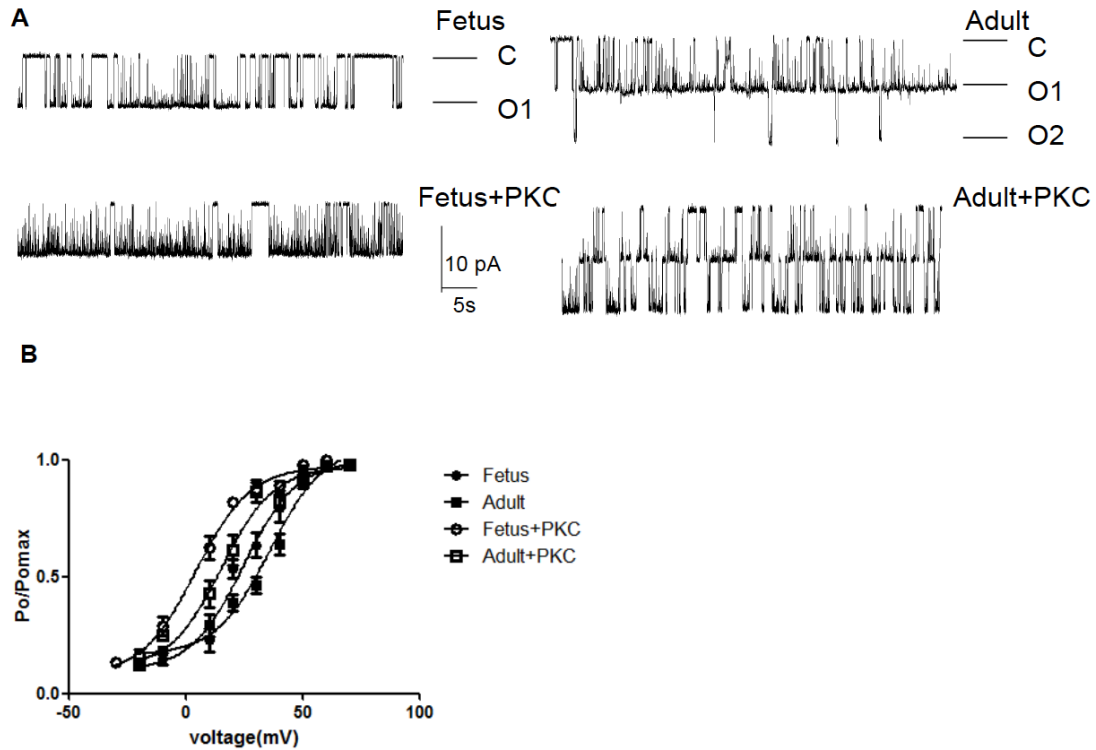 A
Fetus
C
O1
Adult
C
O1
O2
Fetus+PKC
10 pA
5s
Adult+PKC
B
Po/Pomax
1.0
0.5
0.0
-50
0
50
100
voltage(mV)
Fetus
Adult
Fetus+PKC
Adult+PKC